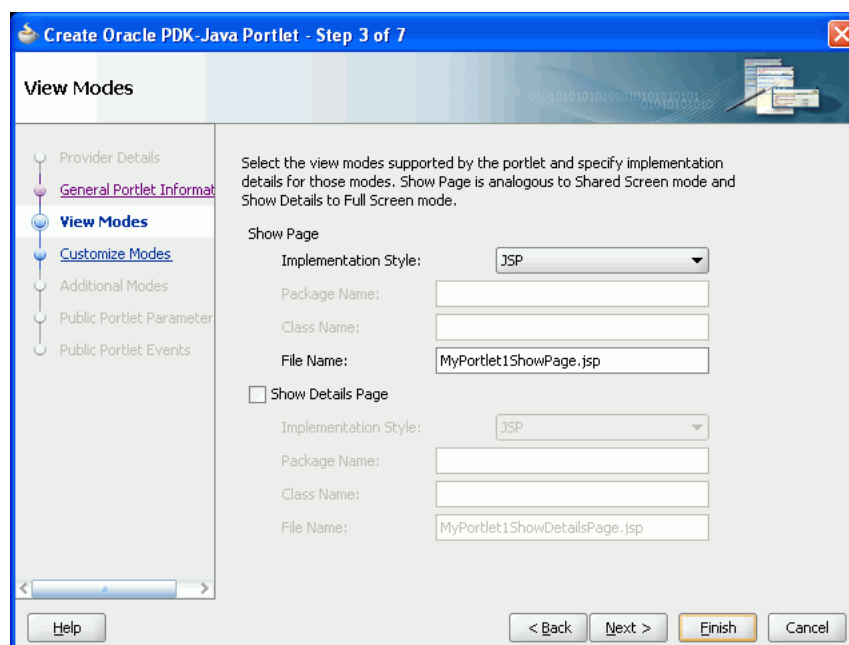 Create Oracle PDK-Java Portlet - Step 3 of 7
View Modes
Provider Details
General Portlet Informat
View Modes
Customize Modes
Additional Modes
Public Portlet Parameter
Public Portlet Events
Select the view modes supported by the portlet and specify implementation
details for those modes. Show Page is analogous to Shared Screen mode and
Show Details to Full Screen mode.
Show Page
Implementation Style:
JSP
Package Name:
Class Name:
File Name:
MyPortlet1ShowPage.jsp
Show Details Page
Implementation Style:
JSP
Package Name:
Class Name:
File Name:
MyPortlet1ShowDetailsPage.jsp
Help
< Back
Next >
Finish
Cancel